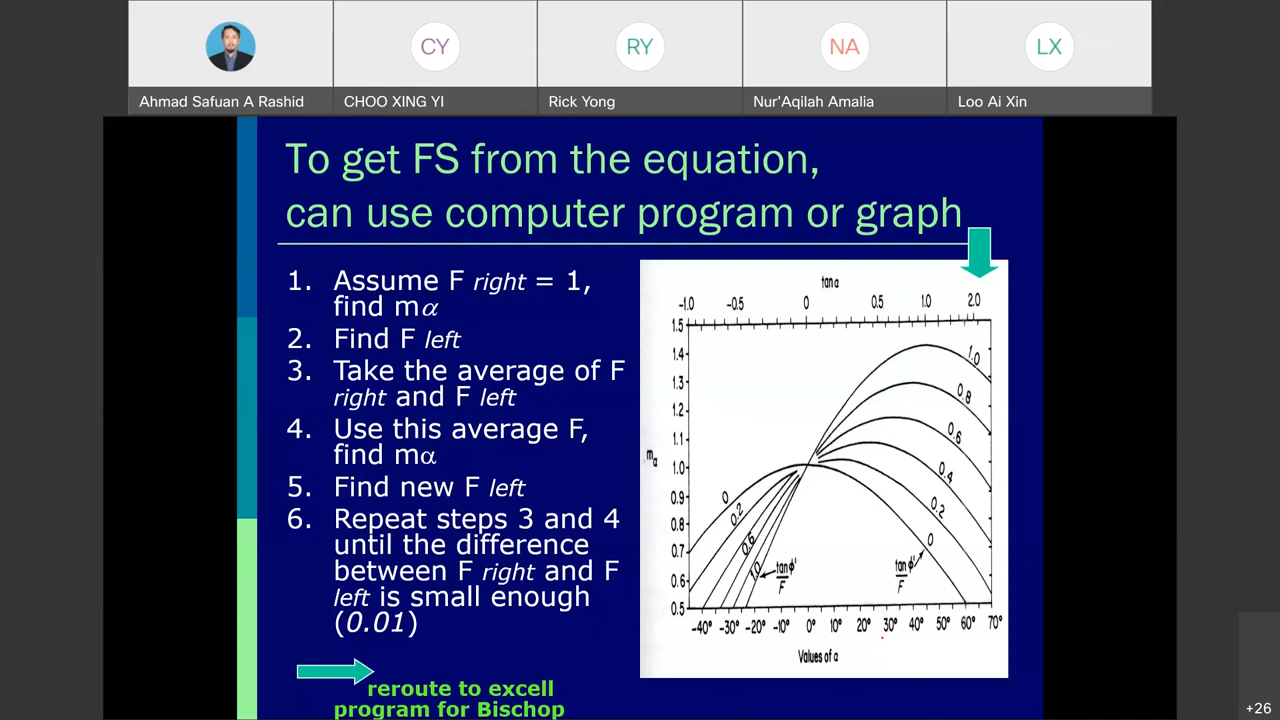 CY
RY
NA
LX
Ahmad Safuan A Rashid
CHOO XING YI
Rick Yong
Nur'Aqilah Amalia
Loo Ai Xin
To get FS from the equation,
can use computer program or graph
1. Assume F right = 1,
find mα
2. Find F left
3. Take the average of F
right and F left
4. Use this average F,
find mα
5. Find new F left
6. Repeat steps 3 and 4
until the difference
between F right and F
left is small enough
(0.01)
reroute to excell
program for Bischop
tan α
-1.0 -0.5 0 0.5 1.0 2.0
1.5
1.4
1.3
1.2
1.1
1.0
0.9
0.8
0.7
0.6
0.5
mα
1.0
0.8
0.6
0.4
0.2
0
0
0.2
0.6
1.0
tanϕ'
F
tanϕ'
F
-40° -30° -20° -10° 0° 10° 20° 30° 40° 50° 60° 70°
Values of α
+26